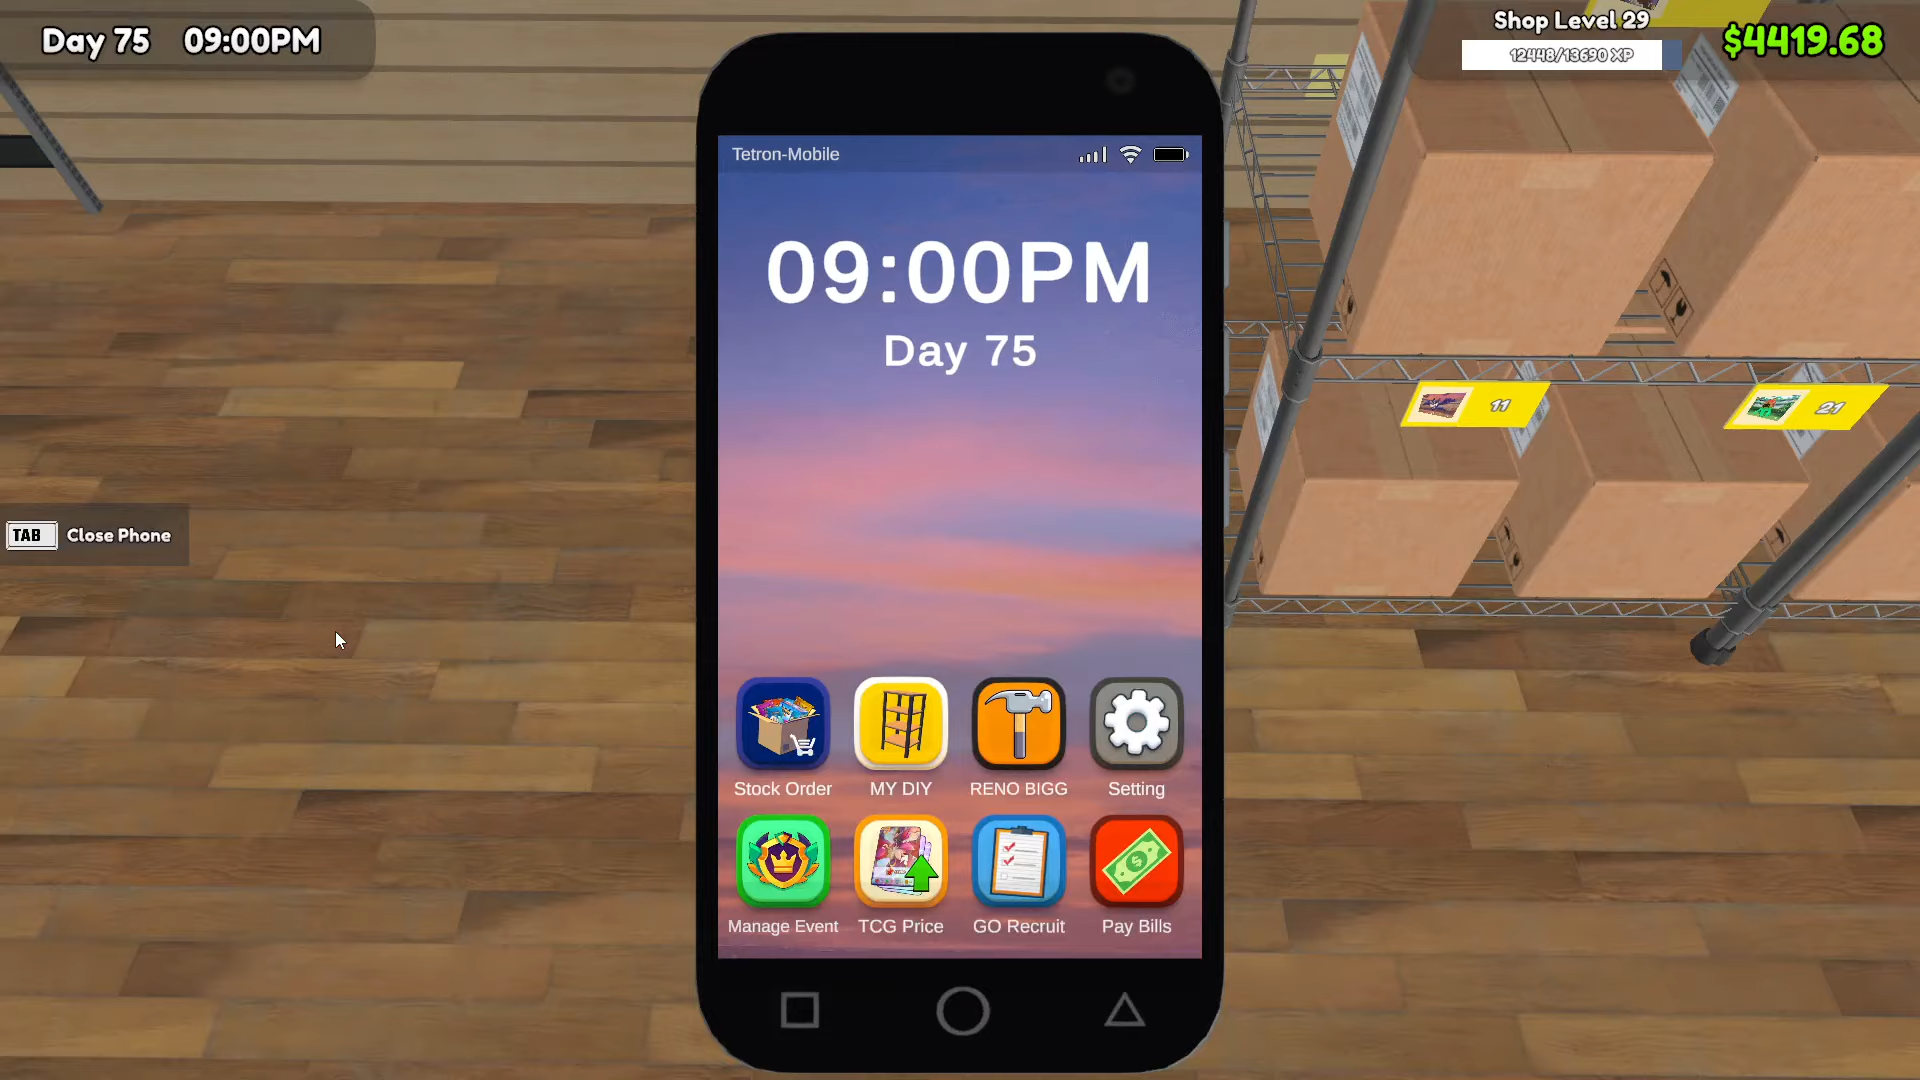 Day 75 09:00PM
Shop Level 29
12448/13690 XP
$4419.68
Tetron-Mobile
09:00PM
Day 75
11
21
TAB Close Phone
Stock Order
MY DIY
RENO BIGG
Setting
Manage Event
TCG Price
GO Recruit
Pay Bills